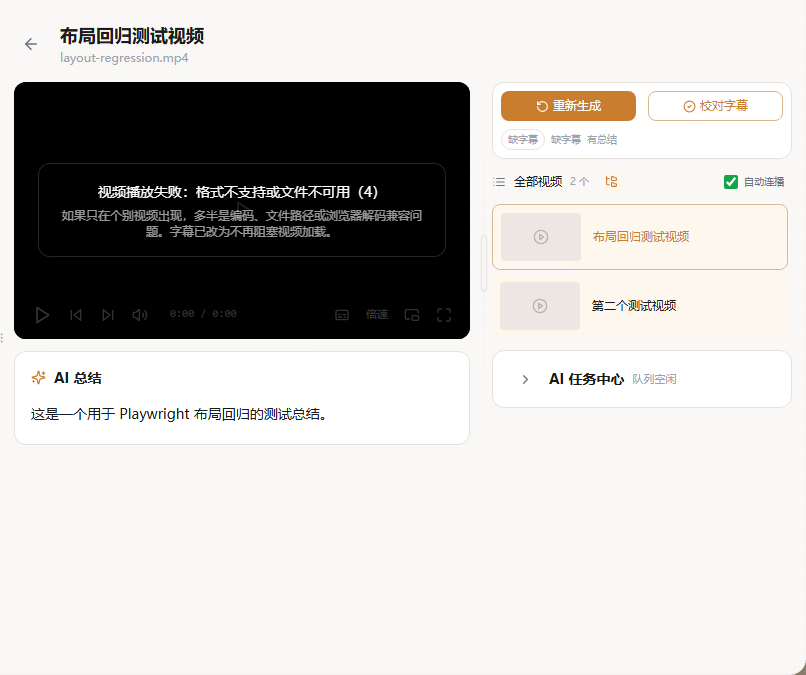 布局回归测试视频
layout-regression.mp4
视频播放失败：格式不支持或文件不可用（4）
如果只在个别视频出现，多半是编码、文件路径或浏览器解码兼容问
题。字幕已改为不再阻塞视频加载。
0:00 / 0:00
倍速
AI 总结
这是一个用于 Playwright 布局回归的测试总结。
重新生成
校对字幕
缺字幕 缺字幕 有总结
全部视频 2 个
自动连播
布局回归测试视频
第二个测试视频
AI 任务中心 队列空闲